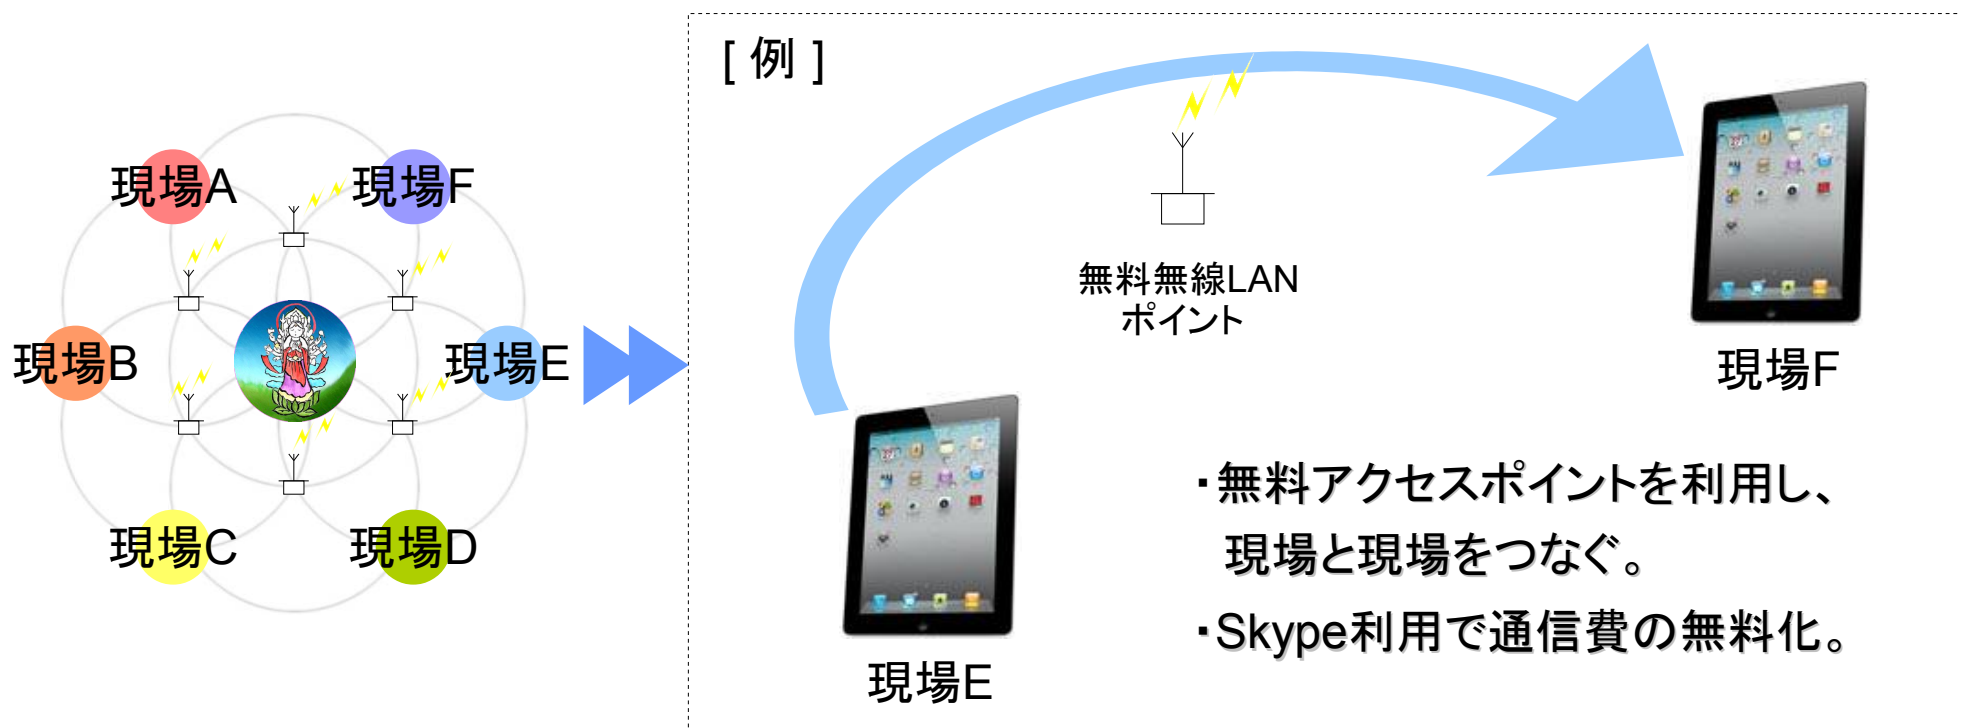 [ 例 ]
現場A
現場F
現場B
現場E
現場C
現場D
無料無線LAN
ポイント
現場F
現場E
・無料アクセスポイントを利用し、
現場と現場をつなぐ。
・Skype利用で通信費の無料化。